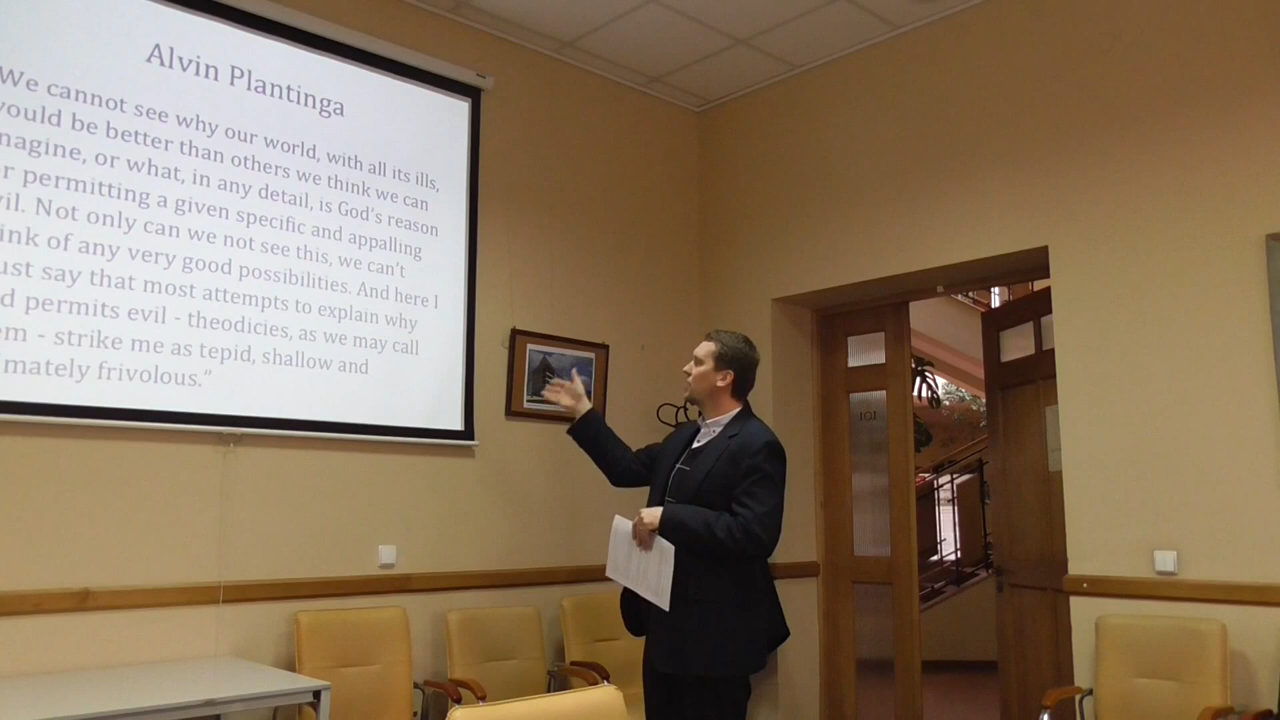 Alvin Plantinga
We cannot see why our world, with all its ills,
would be better than others we think we can
magine, or what, in any detail, is God's reason
r permitting a given specific and appalling
vil. Not only can we not see this, we can't
ink of any very good possibilities. And here I
ust say that most attempts to explain why
d permits evil - theodicies, as we may call
em - strike me as tepid, shallow and
mately frivolous."
101